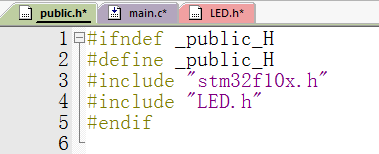 public.h* main.c* LED.h*
1 #ifndef _public_H
2 #define _public_H
3 #include "stm32f10x.h"
4 #include "LED.h"
5 #endif
6